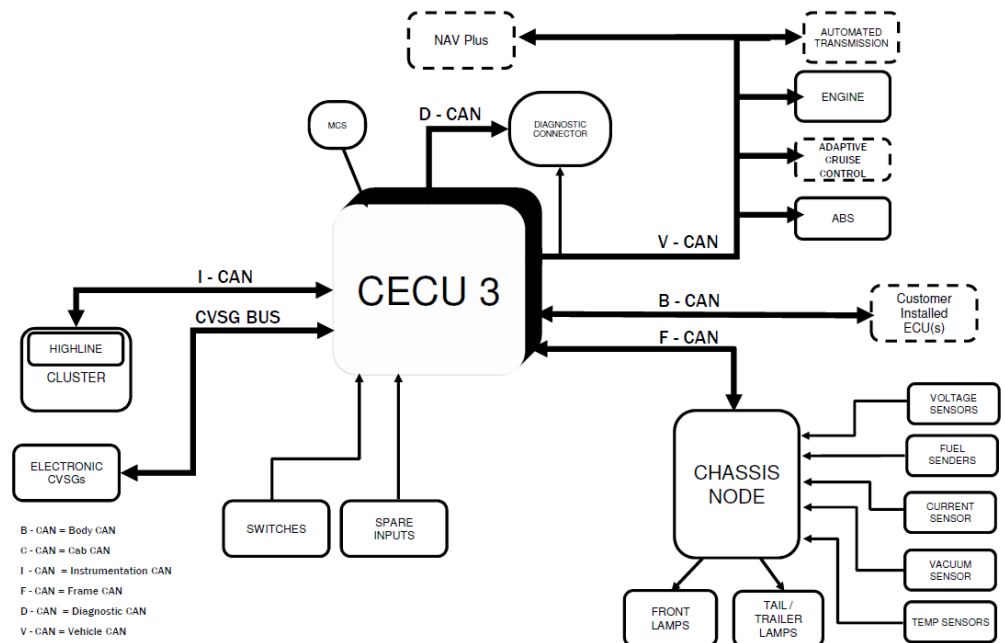 NAV Plus
AUTOMATED
TRANSMISSION
ENGINE
MCS
D - CAN
DIAGNOSTIC
CONNECTOR
ADAPTIVE
CRUISE
CONTROL
ABS
V - CAN
I - CAN
CECU 3
CVSG BUS
B - CAN
Customer
Installed
ECU(s)
F - CAN
HIGHLINE
CLUSTER
ELECTRONIC
CVSGs
SWITCHES
SPARE
INPUTS
CHASSIS
NODE
VOLTAGE
SENSORS
FUEL
SENDERS
CURRENT
SENSOR
VACUUM
SENSOR
TEMP SENSORS
FRONT
LAMPS
TAIL /
TRAILER
LAMPS
B - CAN = Body CAN
C - CAN = Cab CAN
I - CAN = Instrumentation CAN
F - CAN = Frame CAN
D - CAN = Diagnostic CAN
V - CAN = Vehicle CAN